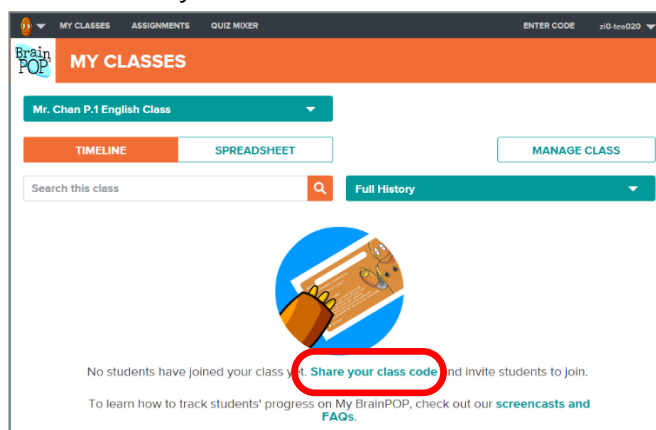 MY CLASSES ASSIGNMENTS QUIZ MIXER ENTER CODE zi0-tea020
Brain POP
MY CLASSES
Mr. Chan P.1 English Class
TIMELINE SPREADSHEET MANAGE CLASS
Search this class Full History
No students have joined your class yet. Share your class code and invite students to join.
To learn how to track students' progress on My BrainPOP, check out our screencasts and
FAQs.